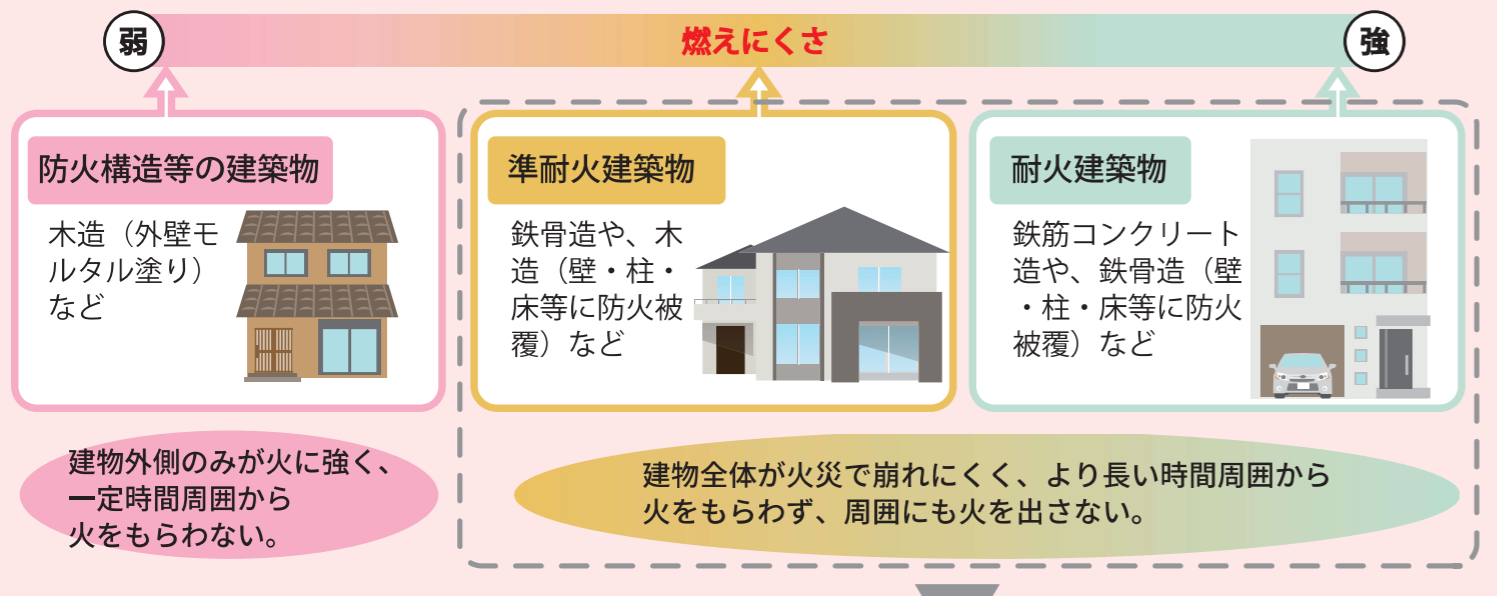 弱
燃えにくさ
強
防火構造等の建築物
木造（外壁モ
ルタル塗り）
など
準耐火建築物
鉄骨造や、木
造（壁・柱・
床等に防火被
覆）など
耐火建築物
鉄筋コンクリート
造や、鉄骨造（壁
・柱・床等に防火
被覆）など
建物外側のみが火に強く、
一定時間周囲から
火をもらわない。
建物全体が火災で崩れにくく、より長い時間周囲から
火をもらわず、周囲にも火を出さない。